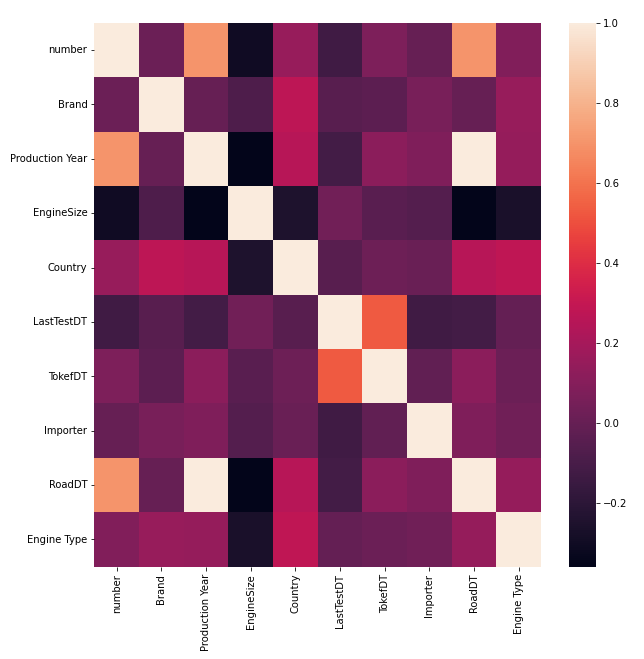 number
Brand
Production Year
EngineSize
Country
LastTestDT
TokefDT
Importer
RoadDT
Engine Type
number
Brand
Production Year
EngineSize
Country
LastTestDT
TokefDT
Importer
RoadDT
Engine Type
1.0
0.8
0.6
0.4
0.2
0.0
−0.2